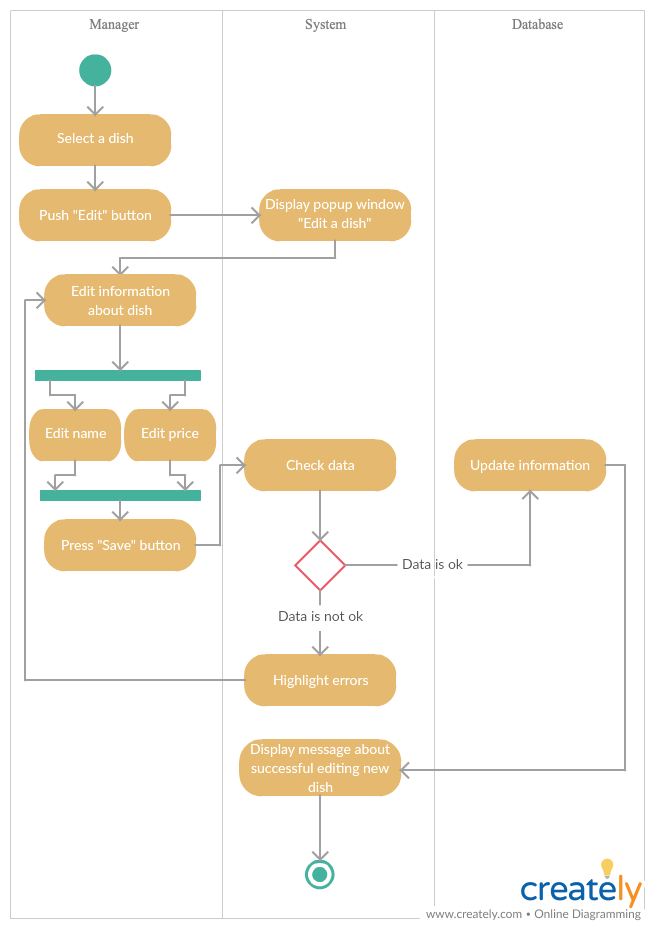 Manager
System
Database
Select a dish
Push "Edit" button
Display popup window
"Edit a dish"
Edit information
about dish
Edit name
Edit price
Check data
Update information
Press "Save" button
Data is ok
Data is not ok
Highlight errors
Display message about
successful editing new
dish
creately
www.creately.com • Online Diagramming